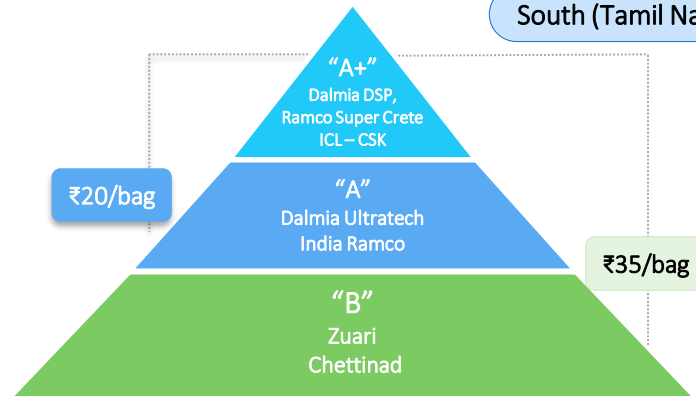 South (Tamil Na
“A+”
Dalmia DSP,
Ramco Super Crete
ICL – CSK
₹20/bag
“A”
Dalmia Ultratech
India Ramco
₹35/bag
“B”
Zuari
Chettinad